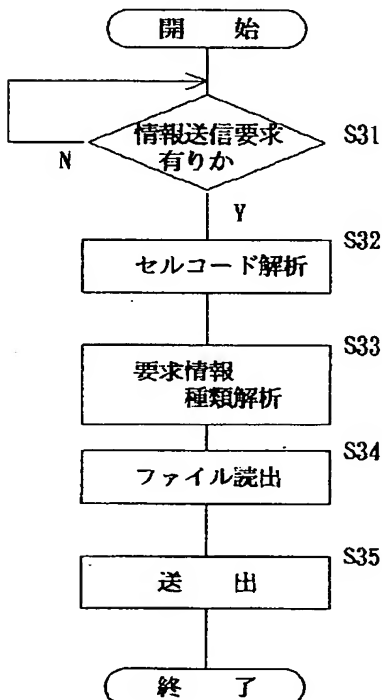 開 始
情報送信要求
有りか
S31
N
Y
S32
セルコード解析
S33
要求情報
種類解析
S34
ファイル読出
S35
送 出
終 了